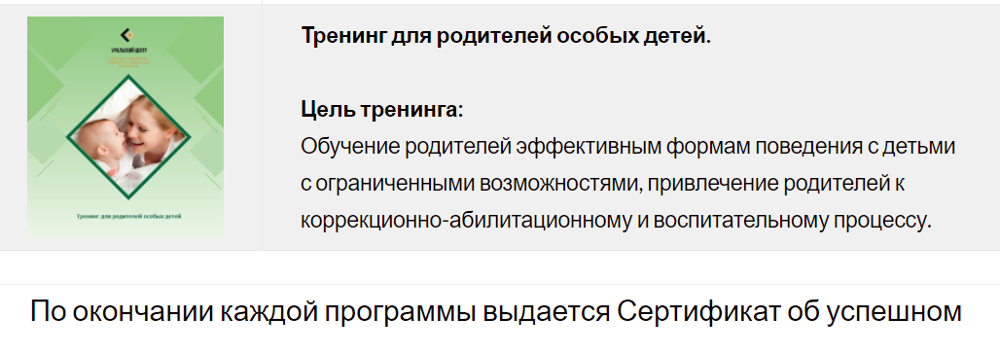 УРАЛЬСКИЙ ЦЕНТР
Тренинг для родителей особых детей
Тренинг для родителей особых детей.
Цель тренинга:
Обучение родителей эффективным формам поведения с детьми
с ограниченными возможностями, привлечение родителей к
коррекционно-абилитационному и воспитательному процессу.
По окончании каждой программы выдается Сертификат об успешном